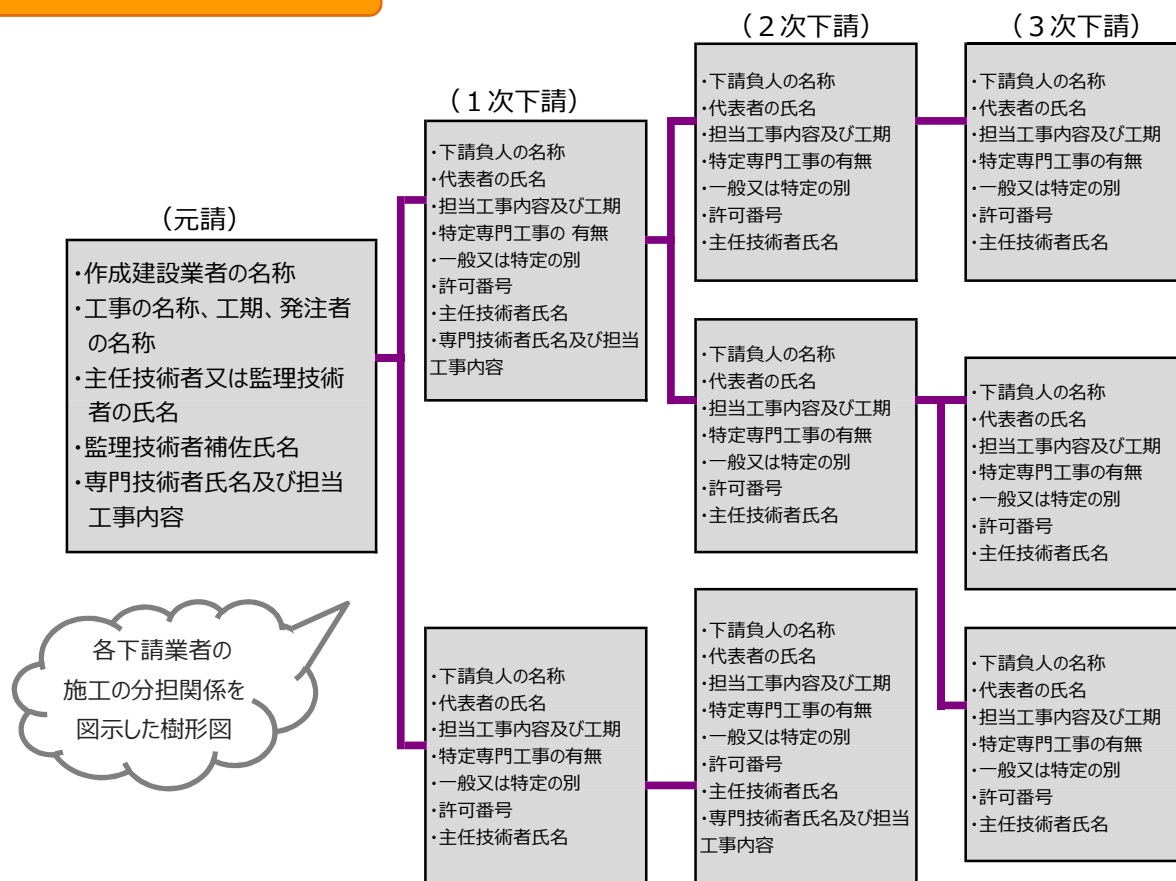 （元請）
・作成建設業者の名称
・工事の名称、工期、発注者
の名称
・主任技術者又は監理技術
者の氏名
・監理技術者補佐氏名
・専門技術者氏名及び担当
工事内容
各下請業者の
施工の分担関係を
図示した樹形図
（１次下請）
・下請負人の名称
・代表者の氏名
・担当工事内容及び工期
・特定専門工事の 有無
・一般又は特定の別
・許可番号
・主任技術者氏名
・専門技術者氏名及び担当
工事内容
・下請負人の名称
・代表者の氏名
・担当工事内容及び工期
・特定専門工事の有無
・一般又は特定の別
・許可番号
・主任技術者氏名
（２次下請）
・下請負人の名称
・代表者の氏名
・担当工事内容及び工期
・特定専門工事の有無
・一般又は特定の別
・許可番号
・主任技術者氏名
・下請負人の名称
・代表者の氏名
・担当工事内容及び工期
・特定専門工事の有無
・一般又は特定の別
・許可番号
・主任技術者氏名
・下請負人の名称
・代表者の氏名
・担当工事内容及び工期
・特定専門工事の有無
・一般又は特定の別
・許可番号
・主任技術者氏名
・専門技術者氏名及び担当
工事内容
（３次下請）
・下請負人の名称
・代表者の氏名
・担当工事内容及び工期
・特定専門工事の有無
・一般又は特定の別
・許可番号
・主任技術者氏名
・下請負人の名称
・代表者の氏名
・担当工事内容及び工期
・特定専門工事の有無
・一般又は特定の別
・許可番号
・主任技術者氏名
・下請負人の名称
・代表者の氏名
・担当工事内容及び工期
・特定専門工事の有無
・一般又は特定の別
・許可番号
・主任技術者氏名